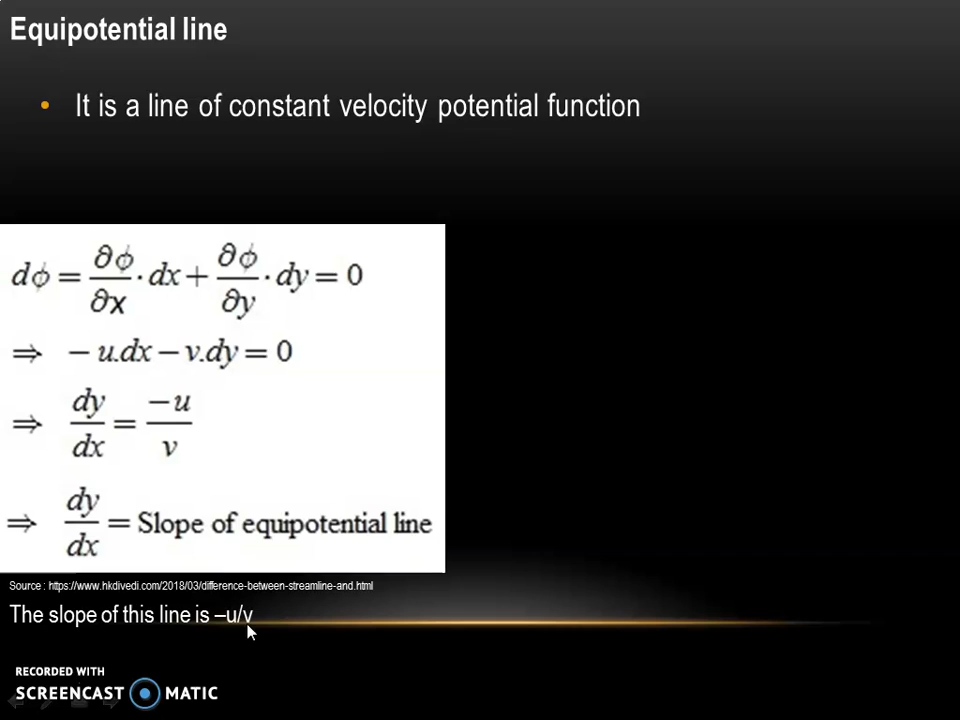 Equipotential line
• It is a line of constant velocity potential function
dϕ = ∂ϕ/∂x · dx + ∂ϕ/∂y · dy = 0
⇒ − u.dx − v.dy = 0
⇒ dy/dx = −u/v
⇒ dy/dx = Slope of equipotential line
Source : https://www.hkdivedi.com/2018/03/difference-between-streamline-and.html
The slope of this line is –u/v
RECORDED WITH
SCREENCAST MATIC